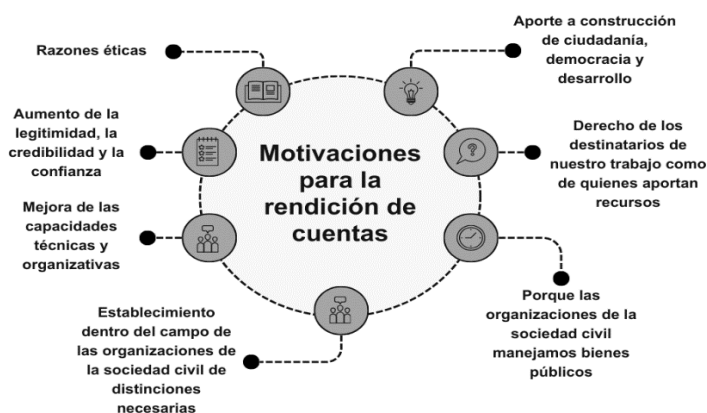 Motivaciones
para la
rendición de
cuentas
Razones éticas
Aumento de la
legitimidad, la
credibilidad y la
confianza
Mejora de las
capacidades
técnicas y
organizativas
Establecimiento
dentro del campo de
las organizaciones de
la sociedad civil de
distinciones
necesarias
Aporte a construcción
de ciudadanía,
democracia y
desarrollo
Derecho de los
destinatarios de
nuestro trabajo como
de quienes aportan
recursos
Porque las
organizaciones de la
sociedad civil
manejamos bienes
públicos